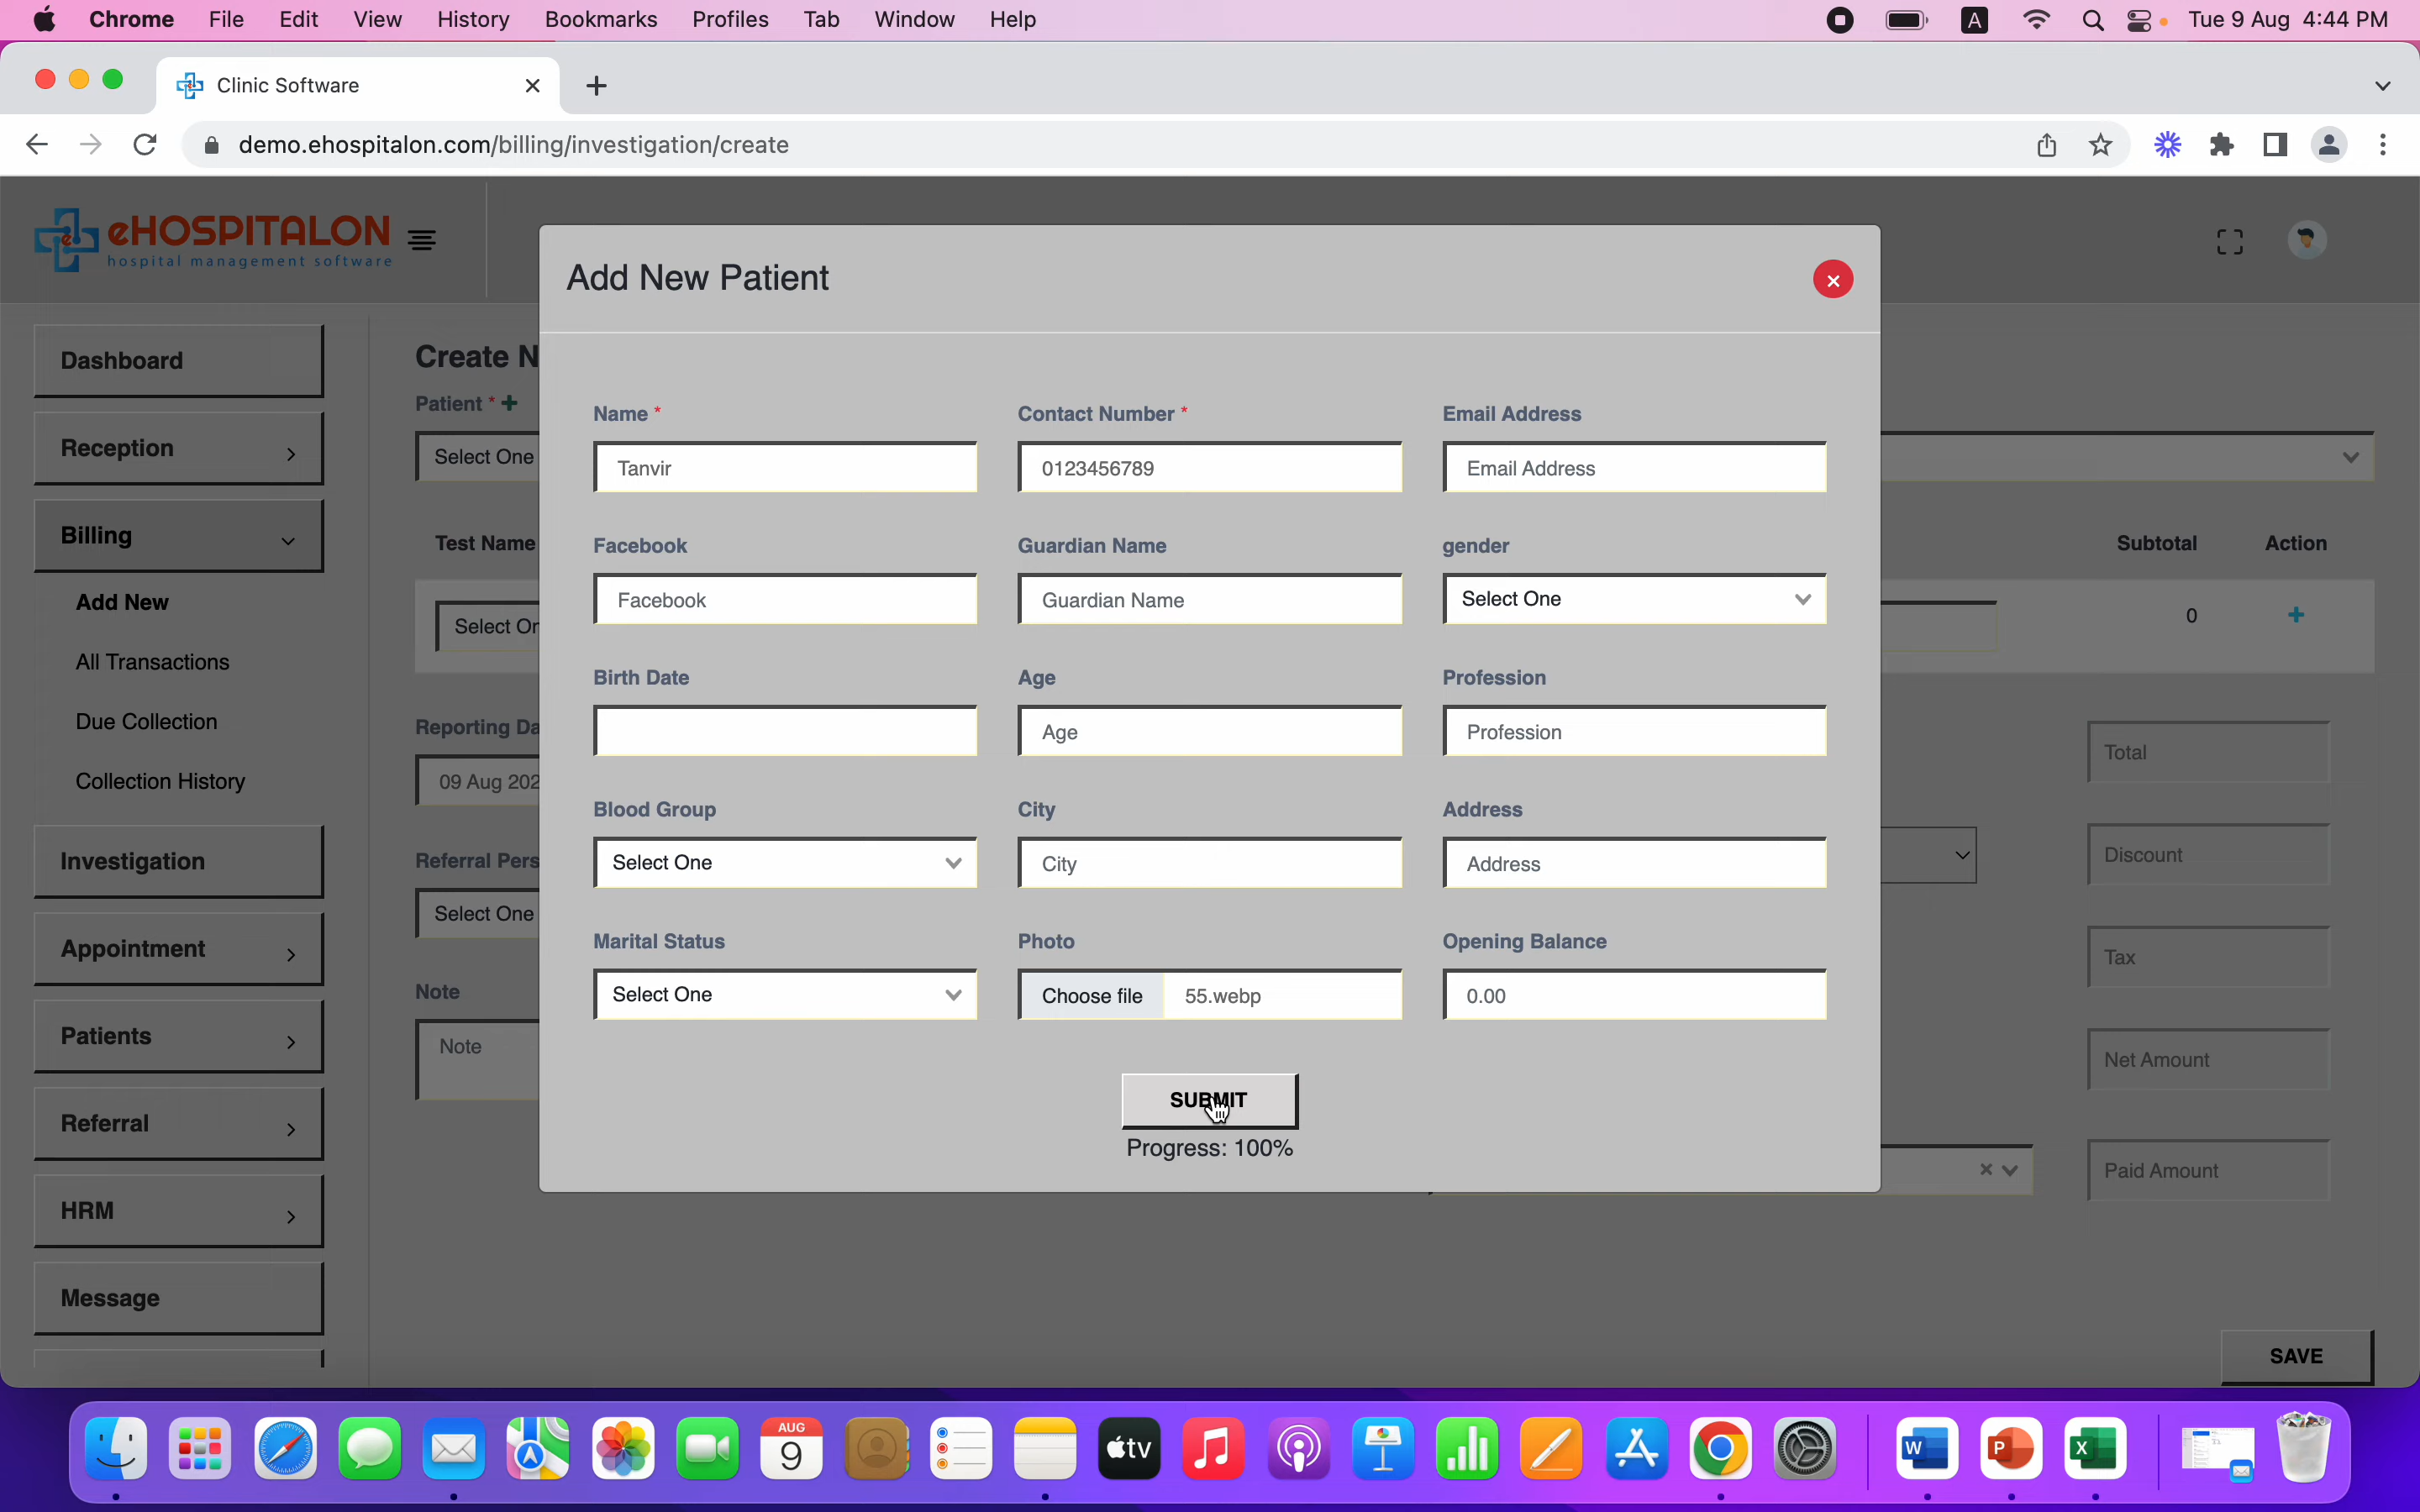 Chrome File Edit View History Bookmarks Profiles Tab Window Help A Tue 9 Aug 4:44 PM
Clinic Software
demo.ehospitalon.com/billing/investigation/create
eHOSPITALON
hospital management software
Add New Patient
Dashboard
Reception
Billing
Add New
All Transactions
Due Collection
Collection History
Investigation
Appointment
Patients
Referral
HRM
Message
Create N
Patient * +
Select One
Test Name
Subtotal Action
Select Or
0 +
Reporting Da
09 Aug 202
Referral Pers
Select One
Note
Note
Name * Contact Number * Email Address
Tanvir 0123456789 Email Address
Facebook Guardian Name gender
Facebook Guardian Name Select One
Birth Date Age Profession
Age Profession
Blood Group City Address
Select One City Address
Marital Status Photo Opening Balance
Select One Choose file 55.webp 0.00
SUBMIT
Progress: 100%
Total
Discount
Tax
Net Amount
Paid Amount
SAVE
AUG
9
tv
W
P
X